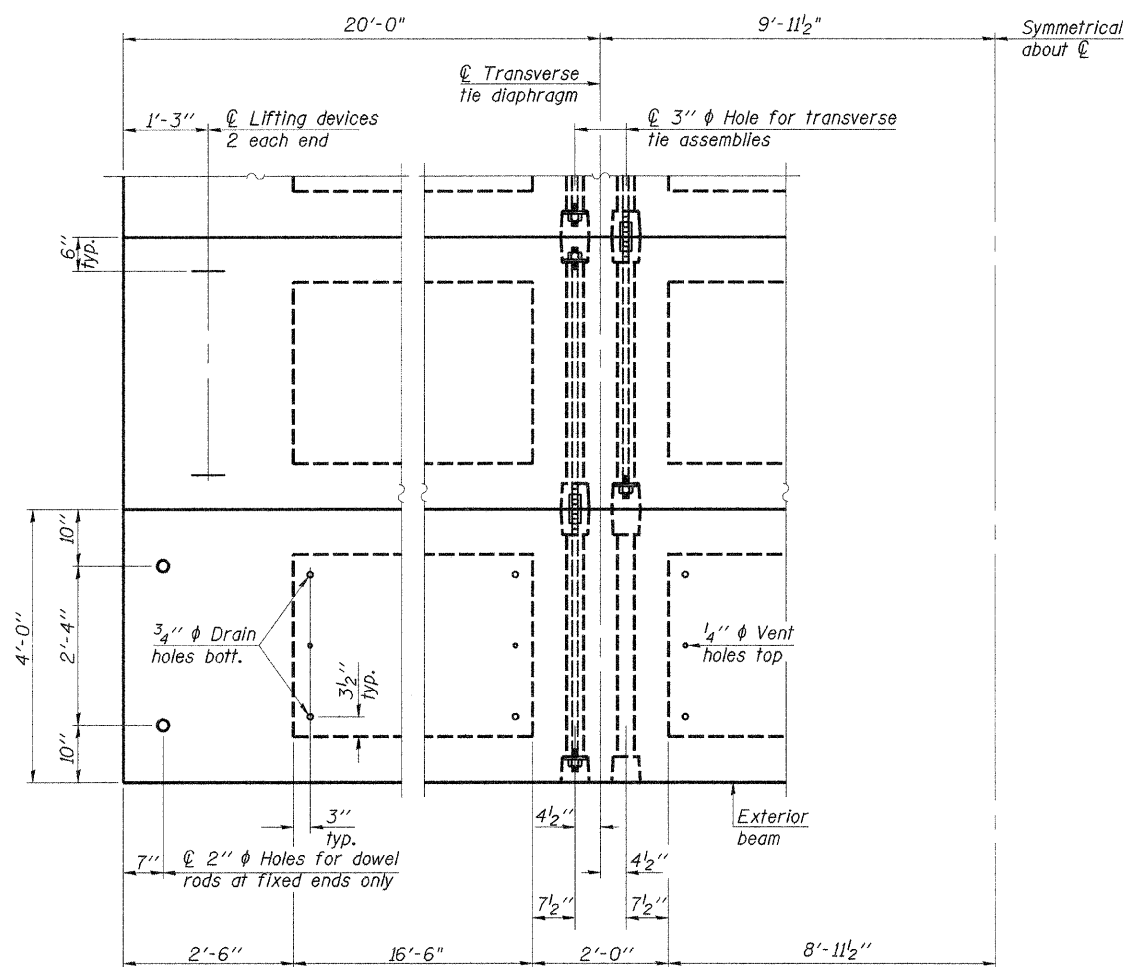 20'-0"
9'-11½"
Symmetrical
about ℄
℄ Transverse
tie diaphragm
1'-3"
℄ Lifting devices
2 each end
℄ 3" ϕ Hole for transverse
tie assemblies
6"
typ.
10"
2'-4"
10"
4'-0"
¾" ϕ Drain
holes bott.
3½"
typ.
¼" ϕ Vent
holes top
3"
typ.
4½"
4½"
Exterior
beam
7"
℄ 2" ϕ Holes for dowel
rods at fixed ends only
7½"
7½"
2'-6"
16'-6"
2'-0"
8'-11½"